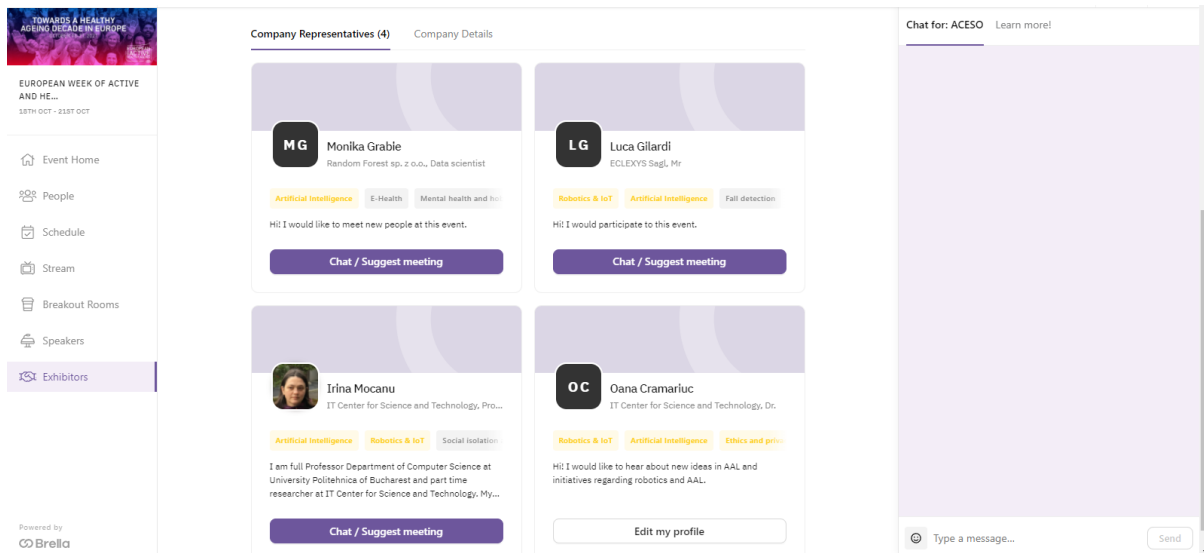 TOWARDS A HEALTHY
AGEING DECADE IN EUROPE
EUROPEAN WEEK OF ACTIVE
AND HE...
18TH OCT - 21ST OCT
Event Home
People
Schedule
Stream
Breakout Rooms
Speakers
Exhibitors
Powered by
Brella
Company Representatives (4)
Company Details
MG
Monika Grabie
Random Forest sp. z o.o., Data scientist
Artificial Intelligence
E-Health
Mental health and bo
Hi! I would like to meet new people at this event.
Chat / Suggest meeting
LG
Luca Gilardi
ECLEXYS Sagl, Mr
Robotics & IoT
Artificial Intelligence
Fall detection
Hi! I would participate to this event.
Chat / Suggest meeting
Irina Mocanu
IT Center for Science and Technology, Pro...
Artificial Intelligence
Robotics & IoT
Social isolation
I am full Professor Department of Computer Science at
University Politehnica of Bucharest and part time
researcher at IT Center for Science and Technology. My...
Chat / Suggest meeting
OC
Oana Cramariuc
IT Center for Science and Technology, Dr.
Robotics & IoT
Artificial Intelligence
Ethics and priva
Hi! I would like to hear about new ideas in AAL and
initiatives regarding robotics and AAL.
Edit my profile
Chat for: ACESO
Learn more!
Type a message...
Send